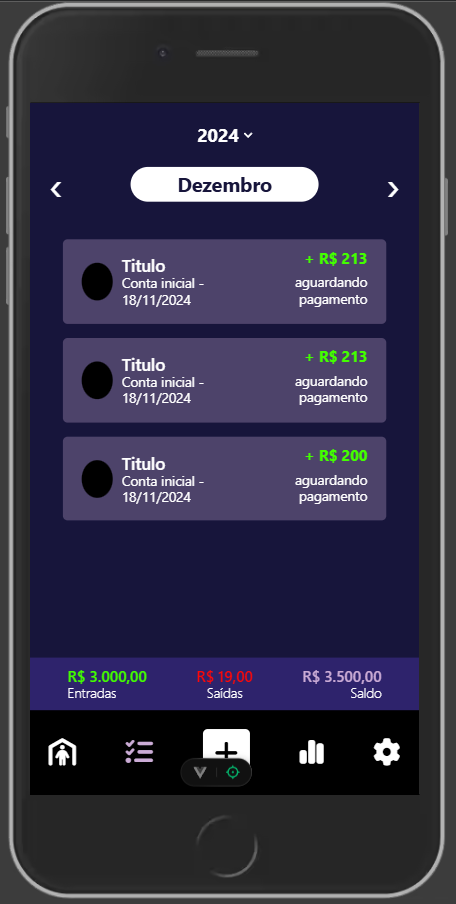 2024
Dezembro
Titulo
+ R$ 213
Conta inicial -
18/11/2024
aguardando
pagamento
Titulo
+ R$ 213
Conta inicial -
18/11/2024
aguardando
pagamento
Titulo
+ R$ 200
Conta inicial -
18/11/2024
aguardando
pagamento
R$ 3.000,00
R$ 19,00
R$ 3.500,00
Entradas
Saídas
Saldo